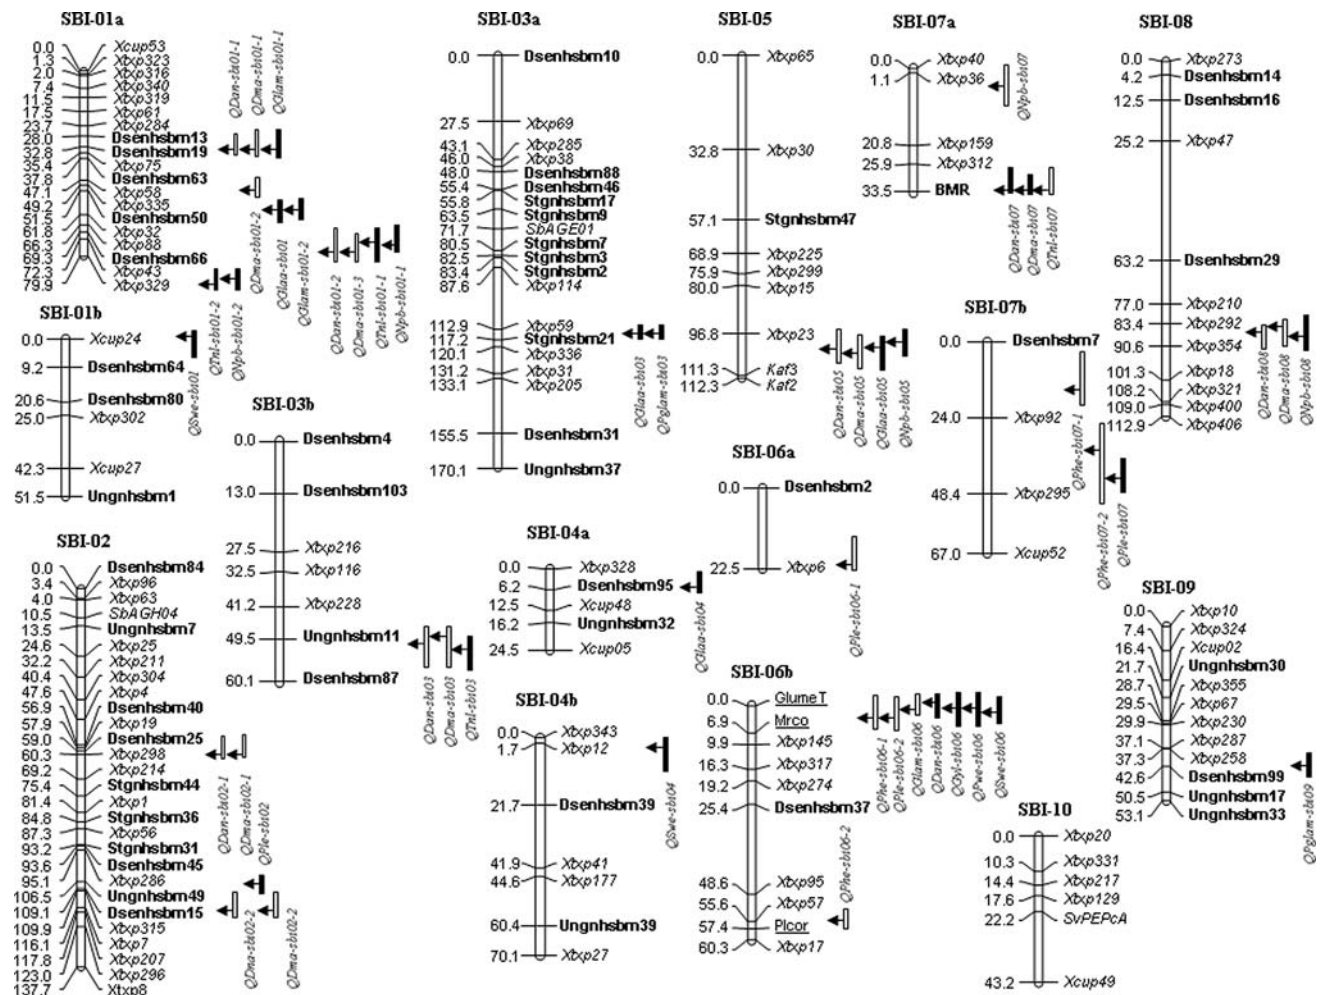 SBI-01a
0.0 Xcup53
1.3 Xtxp323
2.0 Xtxp316
7.4 Xtxp340
11.5 Xtxp319
17.5 Xtxp61
23.7 Xtxp284
28.0 Dsenhsbm13
32.8 Dsenhsbm19
35.4 Xtxp75
37.8 Dsenhsbm63
47.1 Xtxp58
49.2 Xtxp335
51.5 Dsenhsbm50
61.8 Xtxp32
66.3 Xtxp88
69.3 Dsenhsbm66
72.3 Xtxp43
79.9 Xtxp329
QDan-sbi01-1
QDma-sbi01-1
QGlam-sbi01-1
QDma-sbi01-2
QGlaa-sbi01
QGlam-sbi01-2
QDan-sbi01-2
QDma-sbi01-3
QTnl-sbi01-1
QNpb-sbi01-1
QTnl-sbi01-2
QNpb-sbi01-2
SBI-01b
0.0 Xcup24
9.2 Dsenhsbm64
20.6 Dsenhsbm80
25.0 Xtxp302
42.3 Xcup27
51.5 Ungnhsbm1
QSwe-sbi01
SBI-02
0.0 Dsenhsbm84
3.4 Xtxp96
4.0 Xtxp63
10.5 SbAGH04
13.5 Ungnhsbm7
24.6 Xtxp25
32.2 Xtxp211
40.4 Xtxp304
47.6 Xtxp4
56.9 Dsenhsbm40
57.9 Xtxp19
59.0 Dsenhsbm25
60.3 Xtxp298
69.2 Xtxp214
75.4 Stgnhsbm44
81.4 Xtxp1
84.8 Stgnhsbm36
87.3 Xtxp56
93.2 Stgnhsbm31
93.6 Dsenhsbm45
95.1 Xtxp286
106.5 Ungnhsbm49
109.1 Dsenhsbm15
109.9 Xtxp315
116.1 Xtxp7
117.8 Xtxp207
123.0 Xtxp296
137.7 Xtxp8
QDan-sbi02-1
QDma-sbi02-1
QPle-sbi02
QDna-sbi02-2
QDma-sbi02-2
SBI-03a
0.0 Dsenhsbm10
27.5 Xtxp69
43.1 Xtxp285
46.0 Xtxp38
48.0 Dsenhsbm88
55.4 Dsenhsbm46
55.8 Stgnhsbm17
63.5 Stgnhsbm9
71.7 SbAGE01
80.5 Stgnhsbm7
82.5 Stgnhsbm3
83.4 Stgnhsbm2
87.6 Xtxp114
112.9 Xtxp59
117.2 Stgnhsbm21
120.1 Xtxp336
131.2 Xtxp31
133.1 Xtxp205
155.5 Dsenhsbm31
170.1 Ungnhsbm37
QGlaa-sbi03
QPglam-sbi03
SBI-03b
0.0 Dsenhsbm4
13.0 Dsenhsbm103
27.5 Xtxp216
32.5 Xtxp116
41.2 Xtxp228
49.5 Ungnhsbm11
60.1 Dsenhsbm87
QDan-sbi03
QDma-sbi03
QTnl-sbi03
SBI-04a
0.0 Xtxp328
6.2 Dsenhsbm95
12.5 Xcup48
16.2 Ungnhsbm32
24.5 Xcup05
QGlaa-sbi04
SBI-04b
0.0 Xtxp343
1.7 Xtxp12
21.7 Dsenhsbm39
41.9 Xtxp41
44.6 Xtxp177
60.4 Ungnhsbm39
70.1 Xtxp27
QSwe-sbi04
SBI-05
0.0 Xtxp65
32.8 Xtxp30
57.1 Stgnhsbm47
68.9 Xtxp225
75.9 Xtxp299
80.0 Xtxp15
96.8 Xtxp23
111.3 Kaf3
112.3 Kaf2
QDan-sbi05
QDma-sbi05
QGlaa-sbi05
QNpb-sbi05
SBI-06a
0.0 Dsenhsbm2
22.5 Xtxp6
QPle-sbi06-1
SBI-06b
0.0 GlumeT
6.9 Mrco
9.9 Xtxp145
16.3 Xtxp317
19.2 Xtxp274
25.4 Dsenhsbm37
48.6 Xtxp95
55.6 Xtxp57
57.4 Plcor
60.3 Xtxp17
QPhe-sbi06-1
QPle-sbi06-2
QGlam-sbi06
QDan-sbi06
QGyl-sbi06
QPwe-sbi06
QSwe-sbi06
QPhe-sbi06-2
SBI-07a
0.0 Xtxp40
1.1 Xtxp36
20.8 Xtxp159
25.9 Xtxp312
33.5 BMR
QNpb-sbi07
QDan-sbi07
QDma-sbi07
QTnl-sbi07
SBI-07b
0.0 Dsenhsbm7
24.0 Xtxp92
48.4 Xtxp295
67.0 Xcup52
QPhe-sbi07-1
QPhe-sbi07-2
QPle-sbi07
SBI-08
0.0 Xtxp273
4.2 Dsenhsbm14
12.5 Dsenhsbm16
25.2 Xtxp47
63.2 Dsenhsbm29
77.0 Xtxp210
83.4 Xtxp292
90.6 Xtxp354
101.3 Xtxp18
108.2 Xtxp321
109.0 Xtxp400
112.9 Xtxp406
QDan-sbi08
QDma-sbi08
QNpb-sbi08
SBI-09
0.0 Xtxp10
7.4 Xtxp324
16.4 Xcup02
21.7 Ungnhsbm30
28.7 Xtxp355
29.5 Xtxp67
29.9 Xtxp230
37.1 Xtxp287
37.3 Xtxp258
42.6 Dsenhsbm99
50.5 Ungnhsbm17
53.1 Ungnhsbm33
QPglam-sbi09
SBI-10
0.0 Xtxp20
10.3 Xtxp331
14.4 Xtxp217
17.6 Xtxp129
22.2 SvPEPcA
43.2 Xcup49